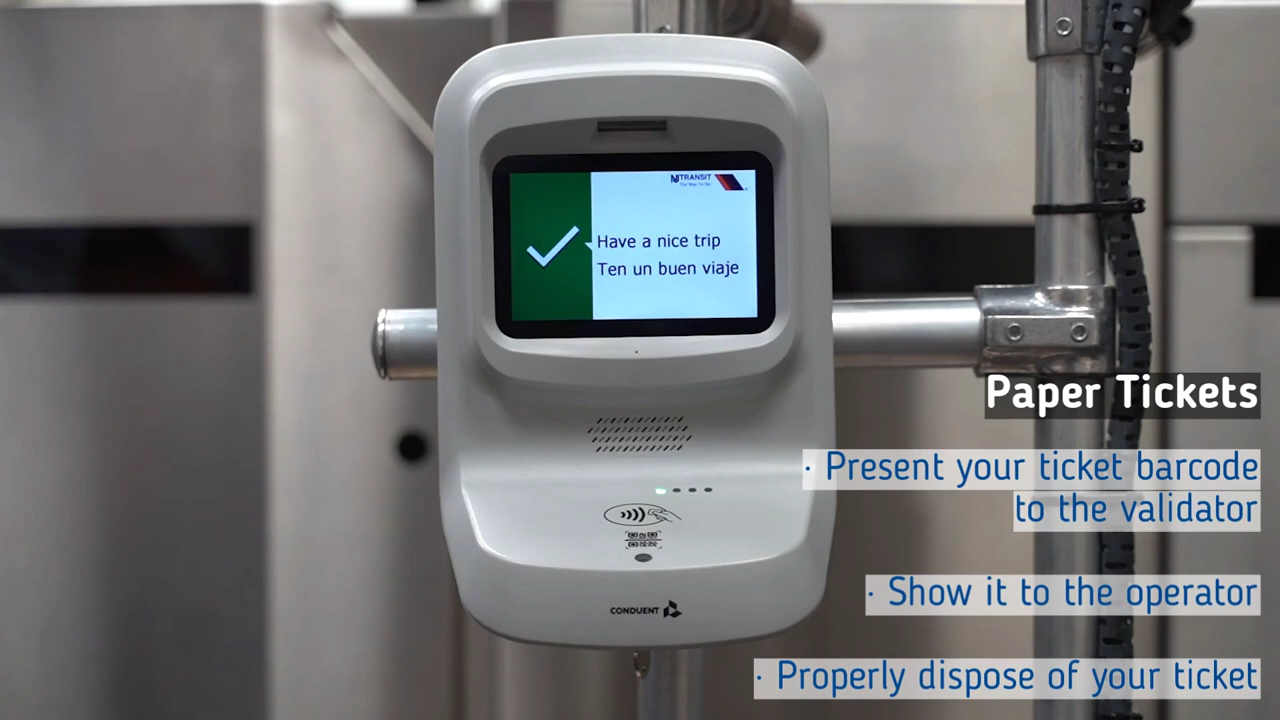 NJTRANSIT
The Way To Go
Have a nice trip
Ten un buen viaje
CONDUENT
Paper Tickets
· Present your ticket barcode
to the validator
· Show it to the operator
· Properly dispose of your ticket